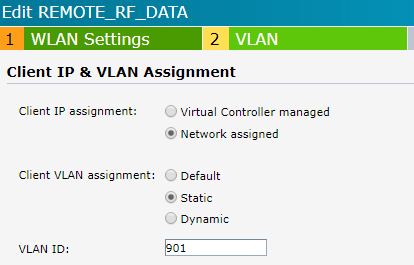 Edit REMOTE_RF_DATA
1 WLAN Settings 2 VLAN
Client IP & VLAN Assignment
Client IP assignment: Virtual Controller managed
Network assigned
Client VLAN assignment: Default
Static
Dynamic
VLAN ID: 901